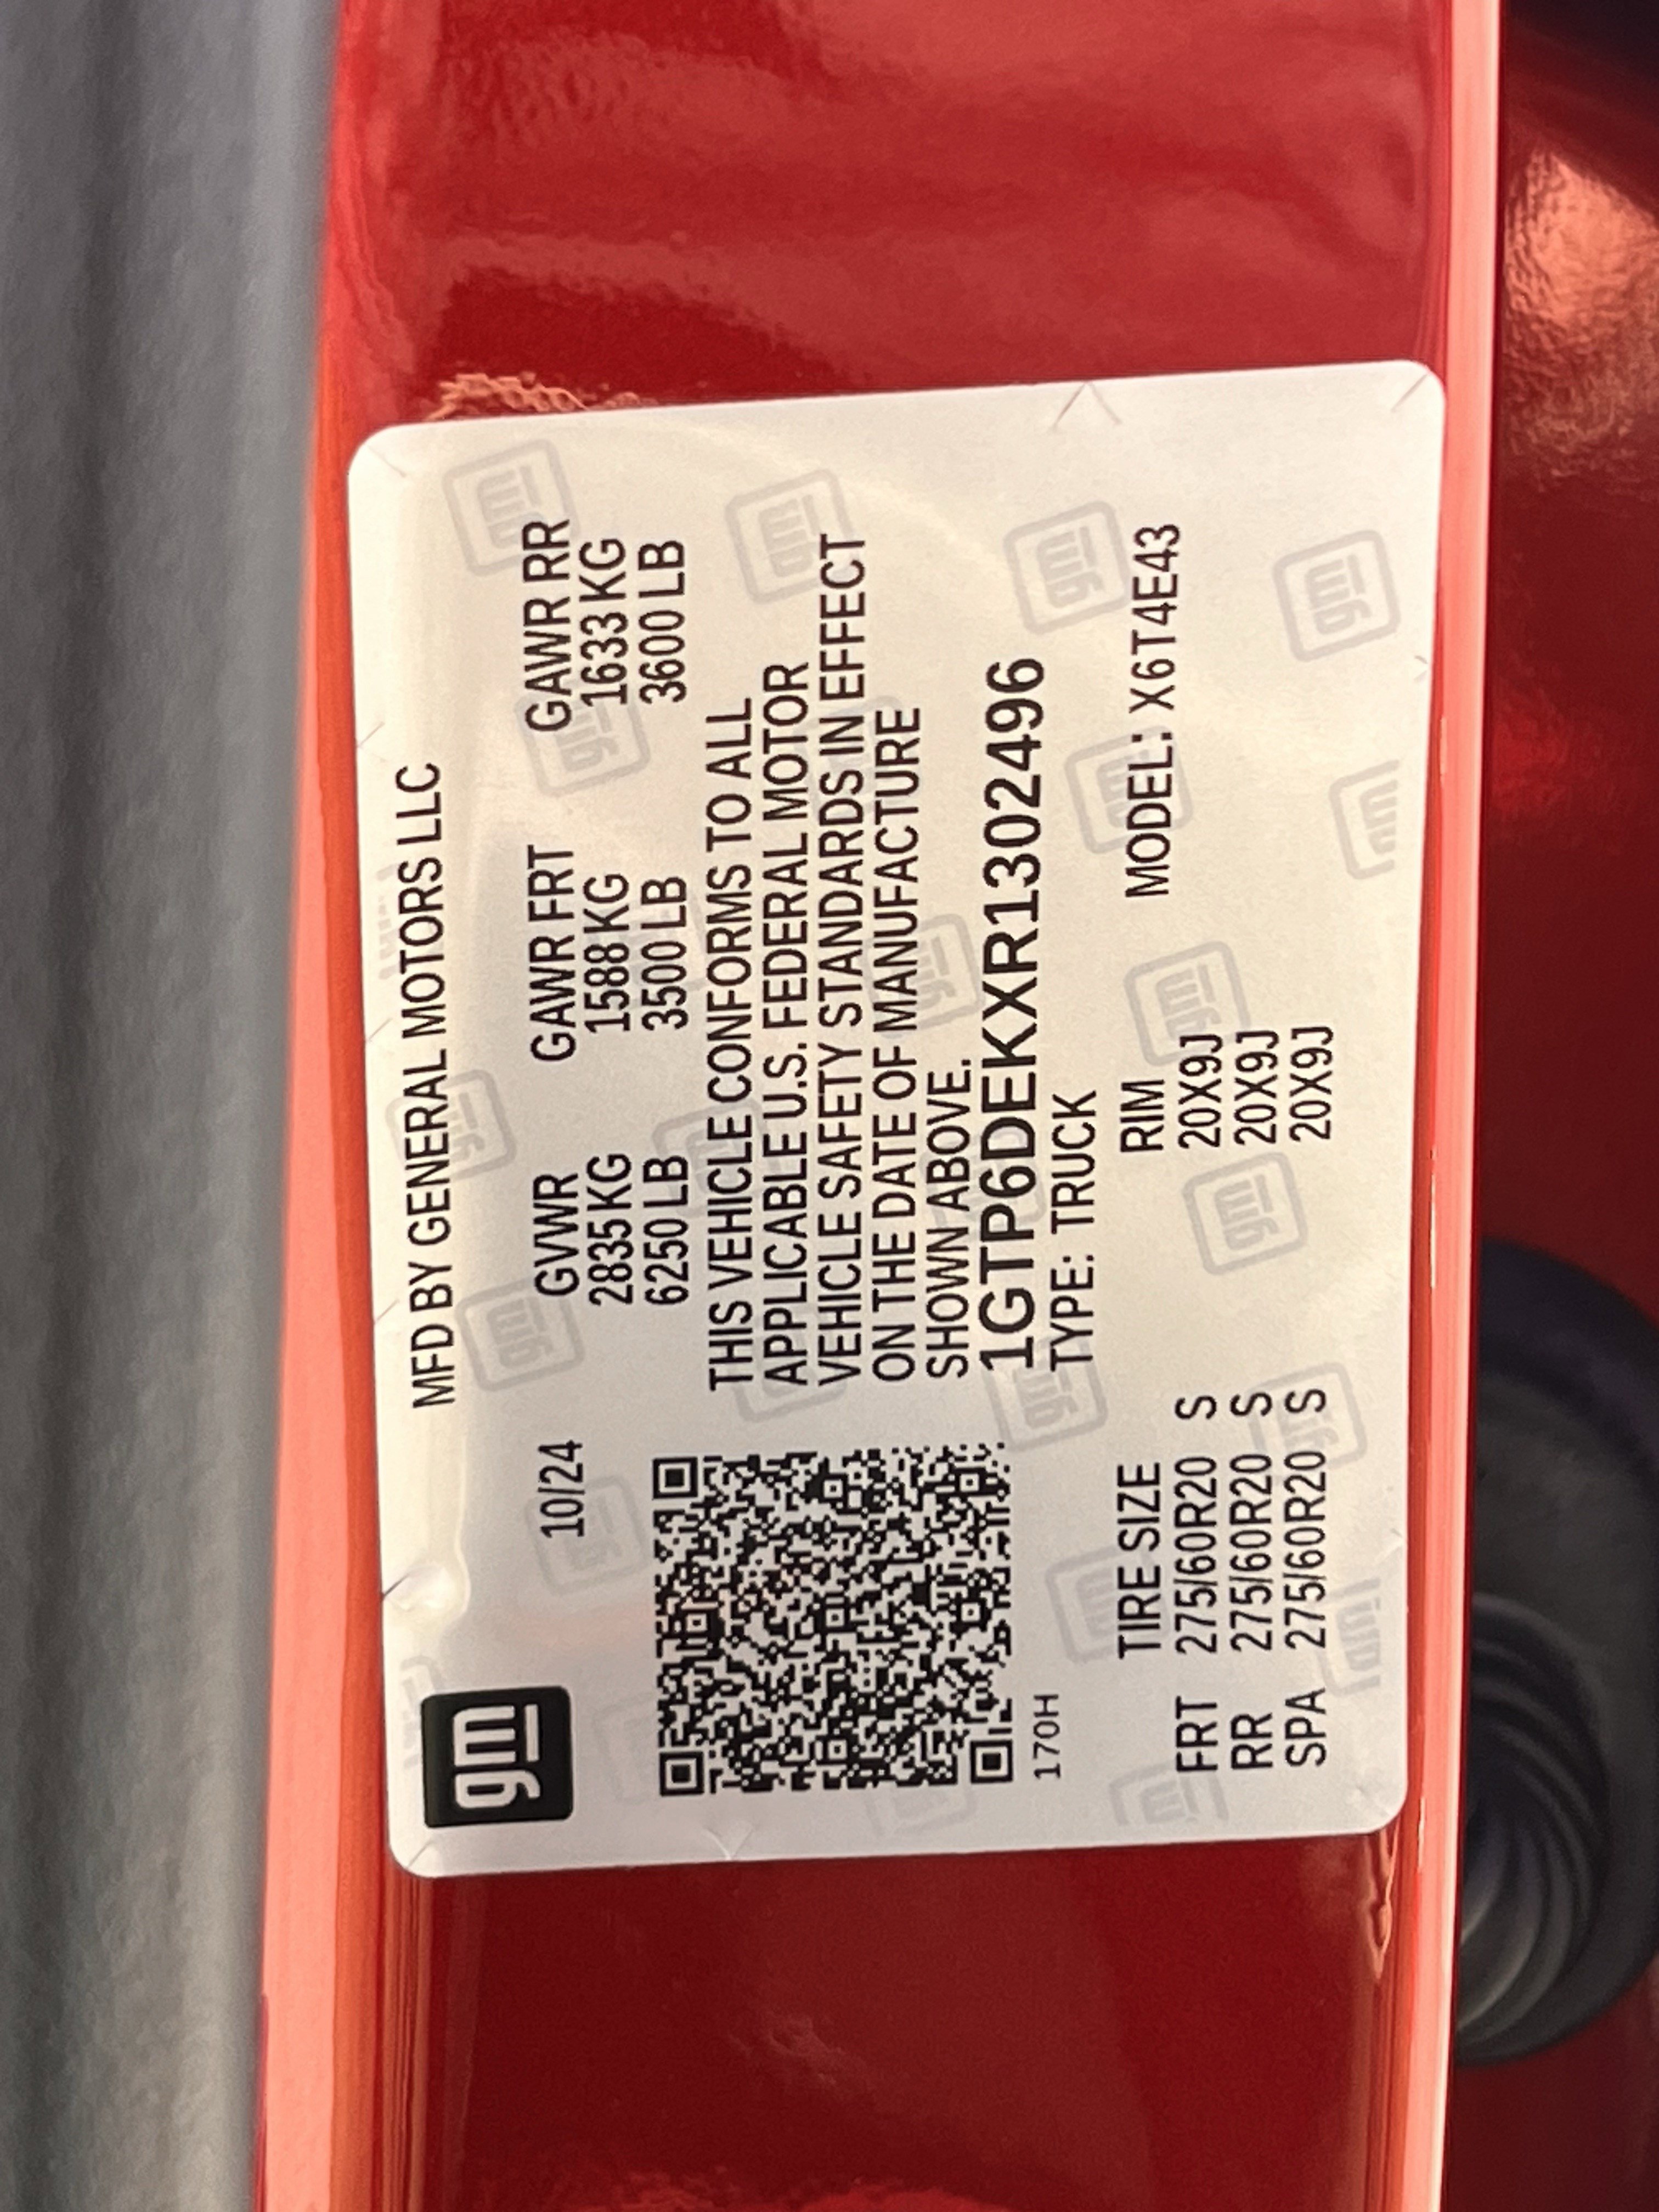 gm
MFD BY GENERAL MOTORS LLC
10/24
GVWR GAWR FRT GAWR RR
2835 KG 1588 KG 1633 KG
6250 LB 3500 LB 3600 LB
THIS VEHICLE CONFORMS TO ALL
APPLICABLE U.S. FEDERAL MOTOR
VEHICLE SAFETY STANDARDS IN EFFECT
ON THE DATE OF MANUFACTURE
SHOWN ABOVE.
1GTP6DEKXR1302496
TYPE: TRUCK
170H
TIRE SIZE RIM MODEL: X6T4E43
FRT 275/60R20 S 20X9J
RR 275/60R20 S 20X9J
SPA 275/60R20 S 20X9J